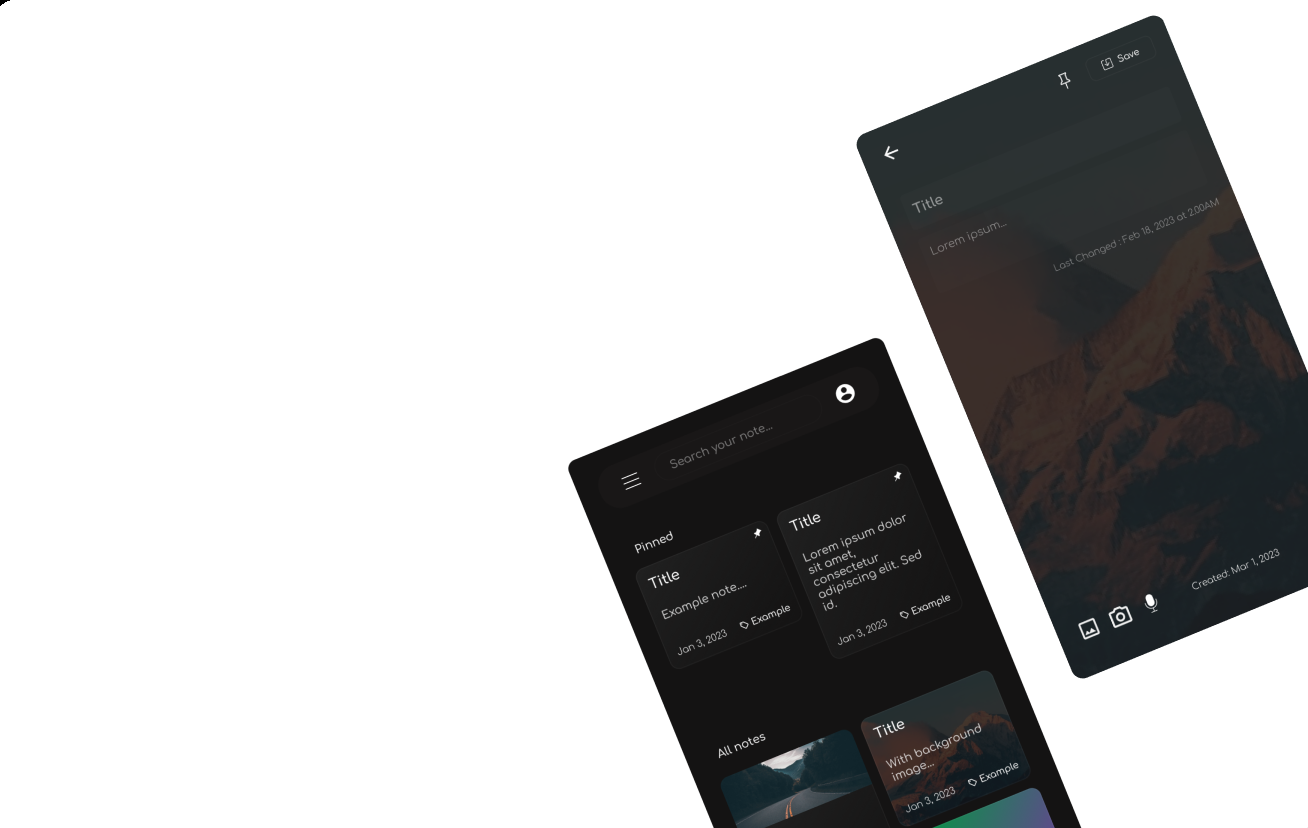 Save
Title
Lorem ipsum...
Last Changed : Feb 18, 2023 at 2.00AM
Created: Mar 1, 2023
Search your note...
Pinned
Title
Example note....
Jan 3, 2023
Example
Title
Lorem ipsum dolor
sit amet,
consectetur
adipiscing elit. Sed
id.
Jan 3, 2023
Example
All notes
Title
With background
image...
Jan 3, 2023
Example